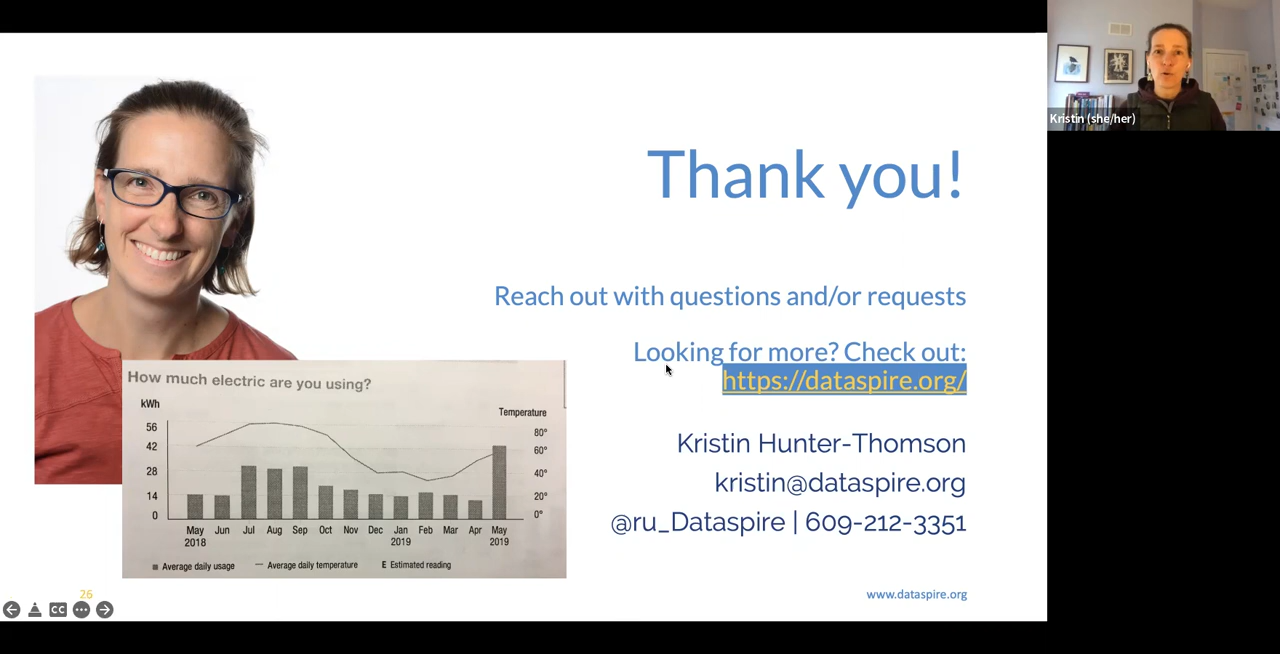 Thank you!
Reach out with questions and/or requests
Looking for more? Check out:
https://dataspire.org/
Kristin Hunter-Thomson
kristin@dataspire.org
@ru_Dataspire | 609-212-3351
How much electric are you using?
kWh
Temperature
56
42
28
14
0
80°
60°
40°
20°
0°
May Jun Jul Aug Sep Oct Nov Dec Jan Feb Mar Apr May
2018 2019 2019
Average daily usage Average daily temperature E Estimated reading
26
CC
www.dataspire.org
Kristin (she/her)